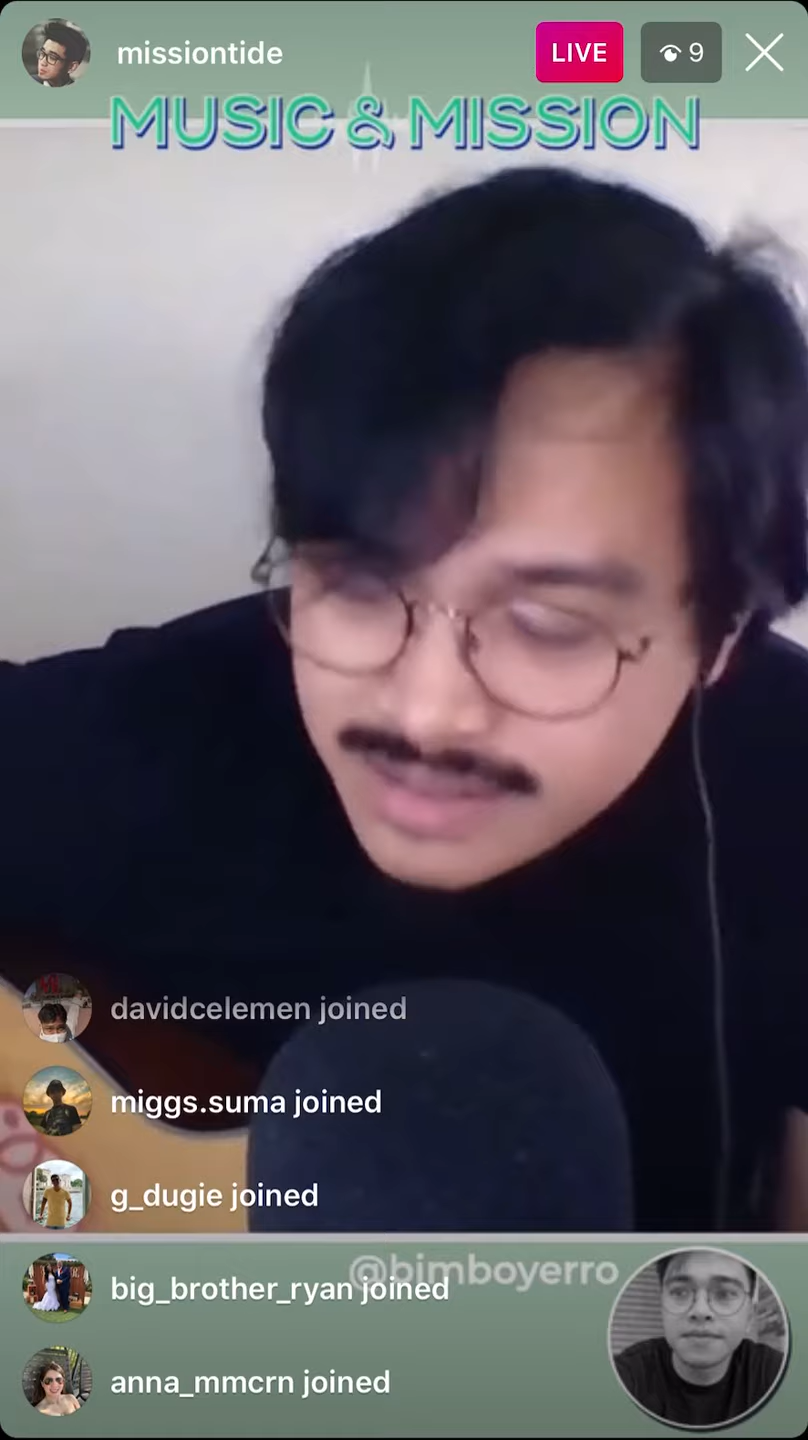 missiontide
LIVE
9
MUSIC & MISSION
davidcelemen joined
miggs.suma joined
g_dugie joined
@bimboyerro
big_brother_ryan joined
anna_mmcrn joined